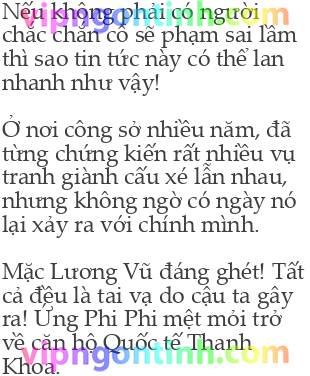 Nếu không phải có người
chắc chắn cô sẽ phạm sai lầm
thì sao tin tức này có thể lan
nhanh như vậy!
Ở nơi công sở nhiều năm, đã
từng chứng kiến rất nhiều vụ
tranh giành cấu xé lẫn nhau,
nhưng không ngờ có ngày nó
lại xảy ra với chính mình.
Mặc Lương Vũ đáng ghét! Tất
cả đều là tai vạ do cậu ta gây
ra! Ứng Phi Phi mệt mỏi trở
về căn hộ Quốc tế Thanh
Khoa.
vipngontinh.com
vipngontinh.com